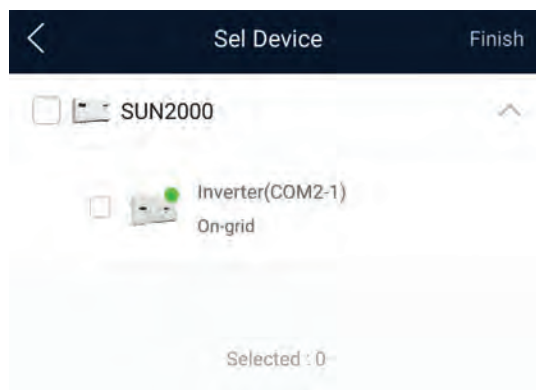 Sel Device Finish
SUN2000
Inverter(COM2-1)
On-grid
Selected : 0